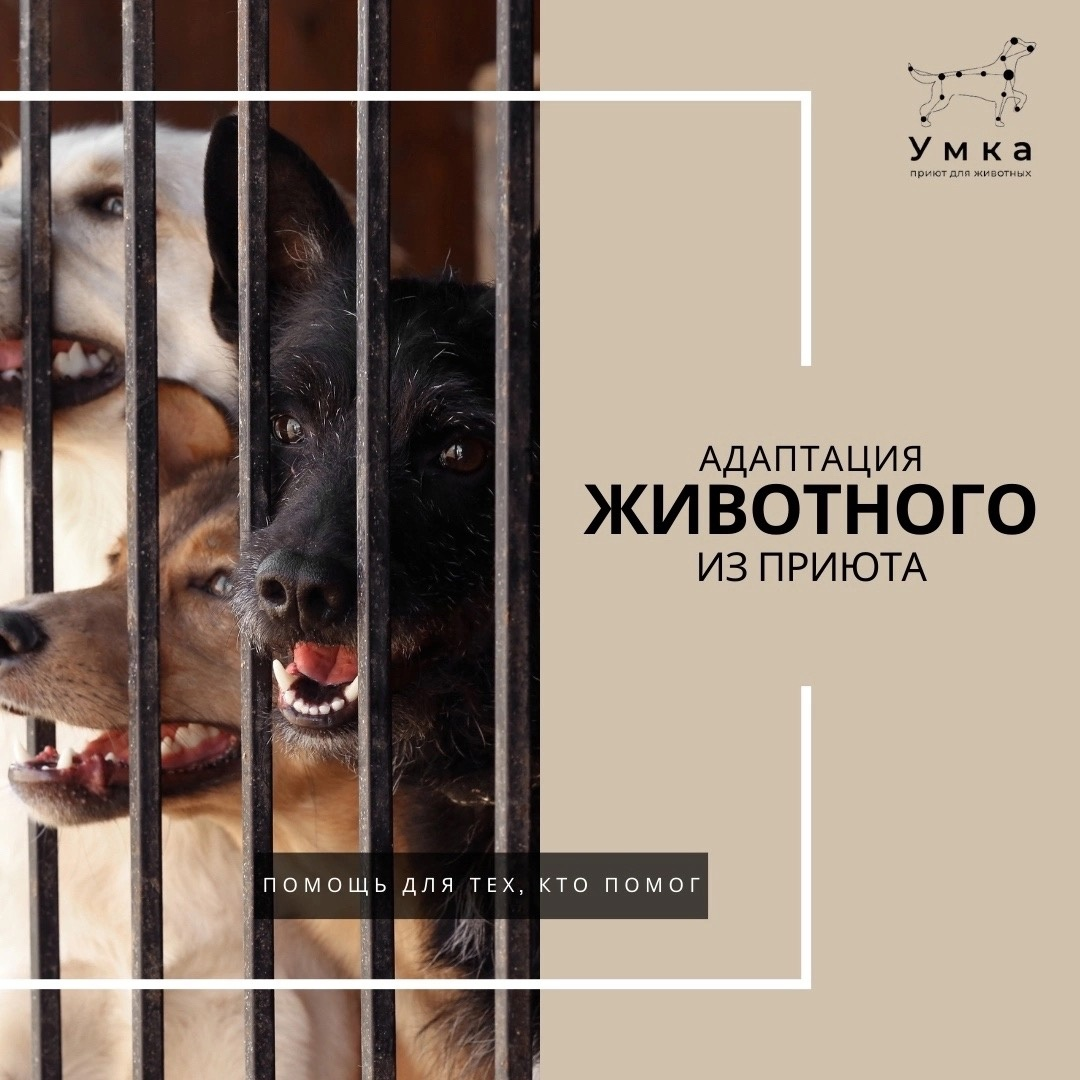 Умка
приют для животных
АДАПТАЦИЯ
ЖИВОТНОГО
ИЗ ПРИЮТА
ПОМОЩЬ ДЛЯ ТЕХ, КТО ПОМОГ